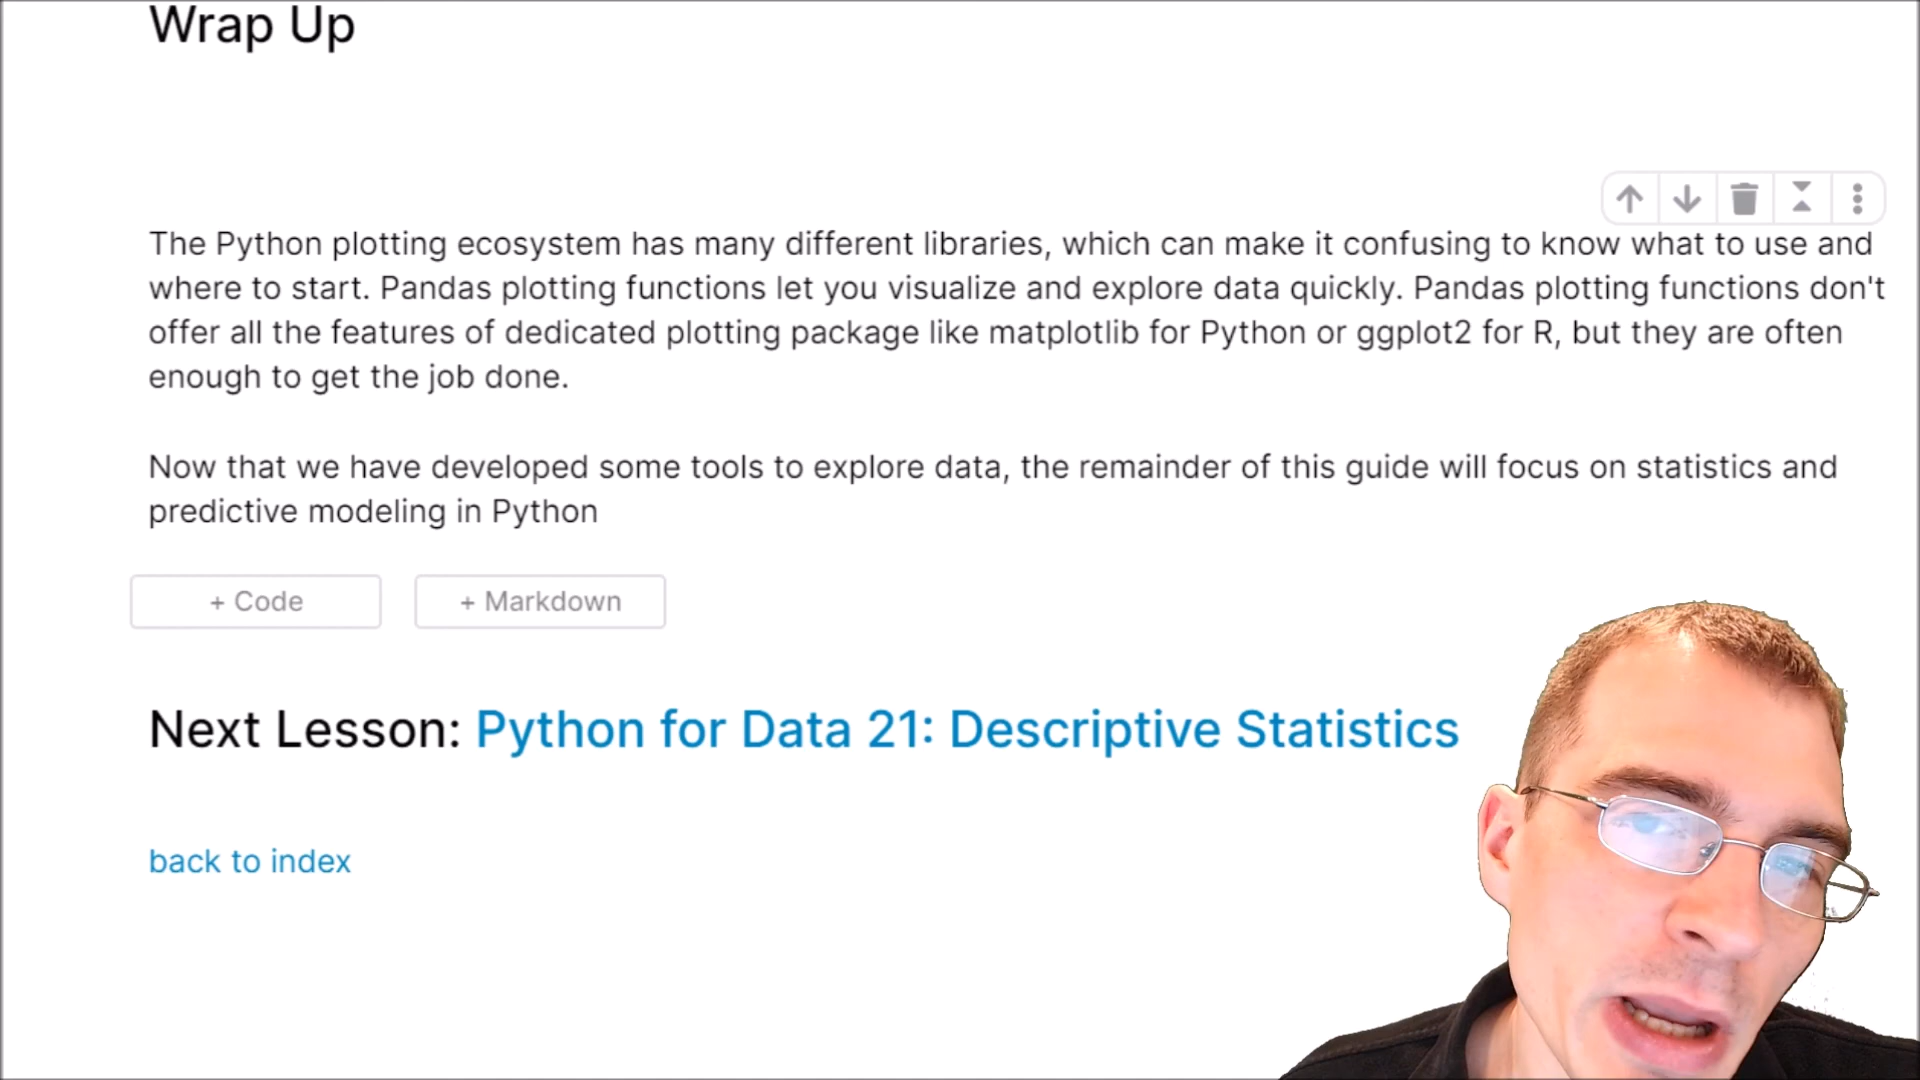 Wrap Up
The Python plotting ecosystem has many different libraries, which can make it confusing to know what to use and
where to start. Pandas plotting functions let you visualize and explore data quickly. Pandas plotting functions don't
offer all the features of dedicated plotting package like matplotlib for Python or ggplot2 for R, but they are often
enough to get the job done.
Now that we have developed some tools to explore data, the remainder of this guide will focus on statistics and
predictive modeling in Python
+ Code
+ Markdown
Next Lesson: Python for Data 21: Descriptive Statistics
back to index